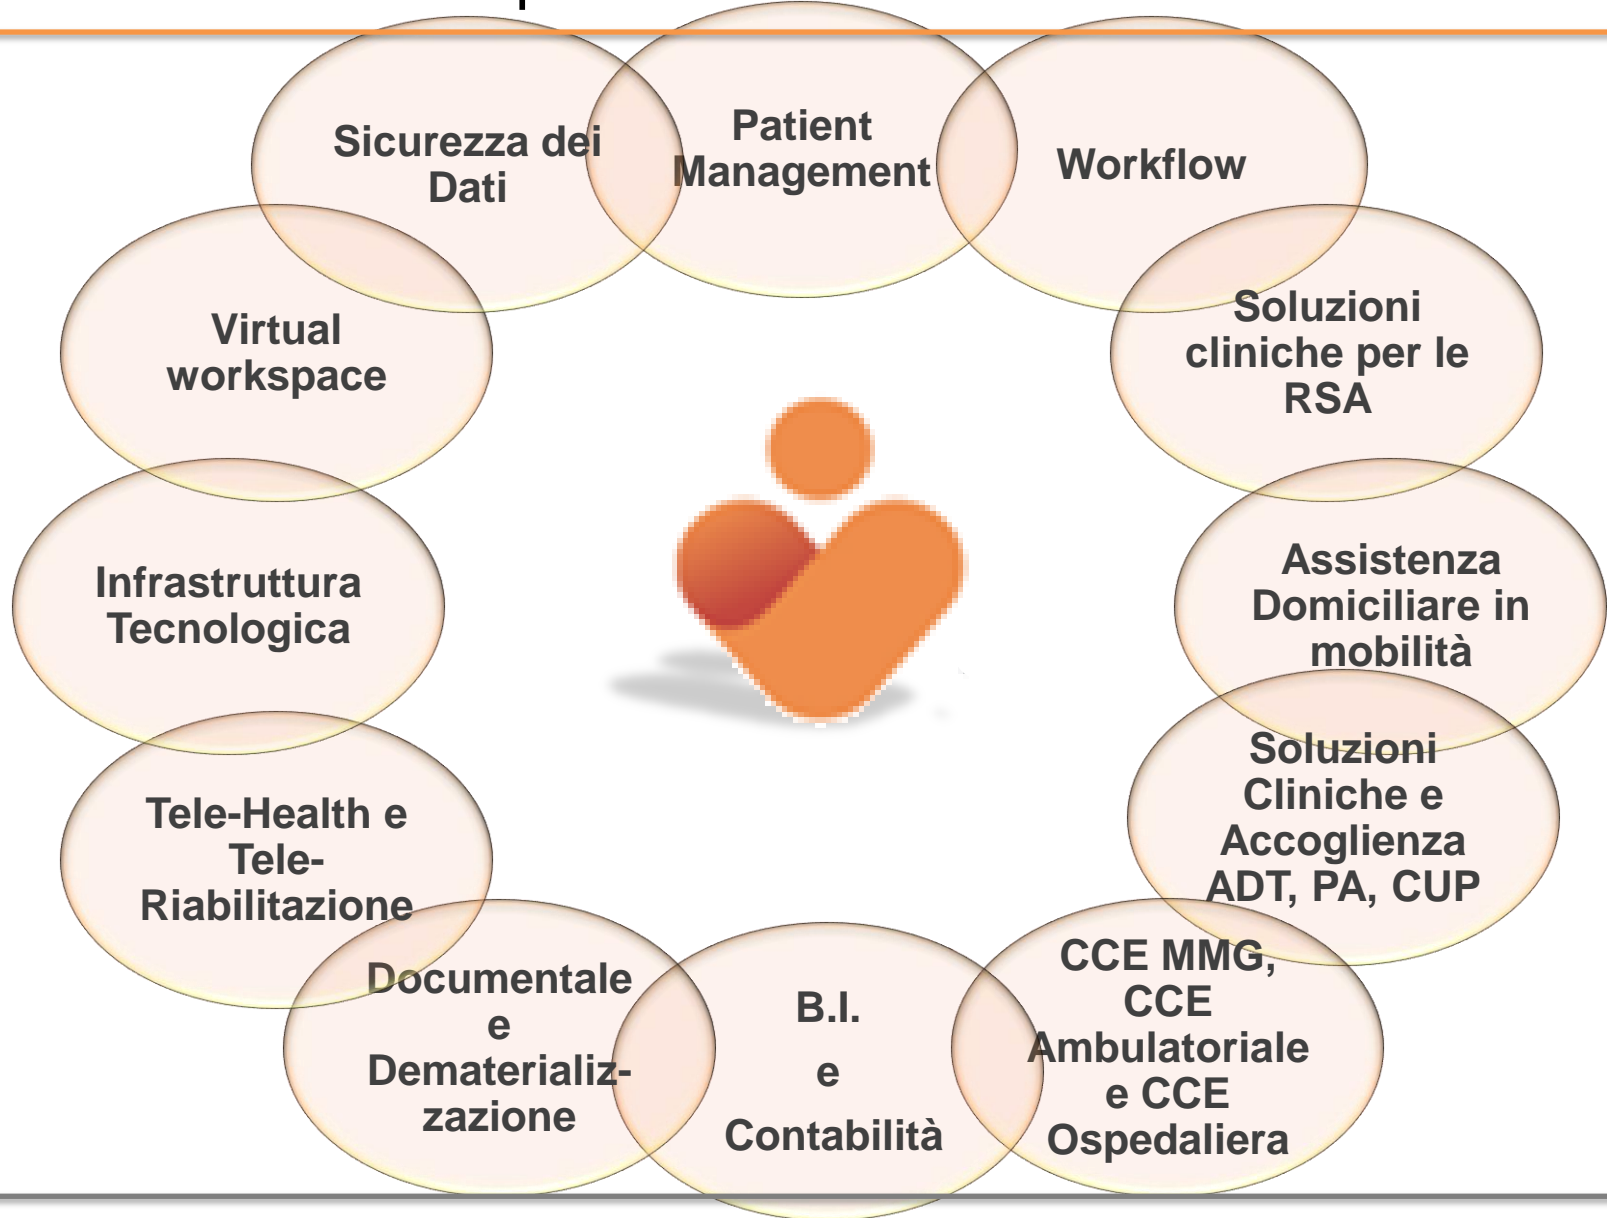 Sicurezza dei
Dati
Patient
Management
Workflow
Virtual
workspace
Soluzioni
cliniche per le
RSA
Infrastruttura
Tecnologica
Assistenza
Domiciliare in
mobilità
Tele-Health e
Tele-
Riabilitazione
Soluzioni
Cliniche e
Accoglienza
ADT, PA, CUP
Documentale
e
Dematerializ-
zazione
B.I.
e
Contabilità
CCE MMG,
CCE
Ambulatoriale
e CCE
Ospedaliera